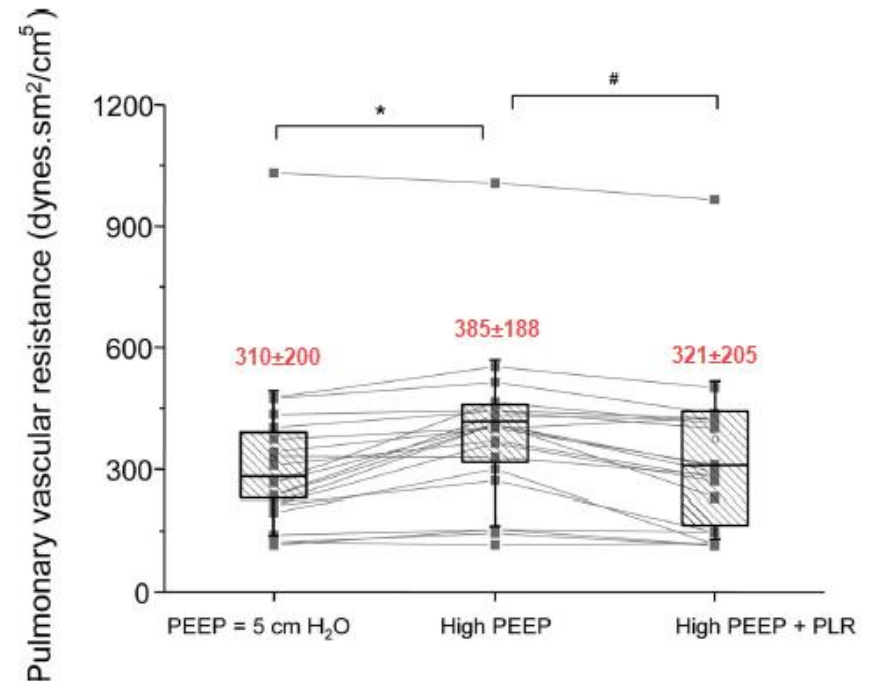 Pulmonary vascular resistance (dynes.sm²/cm⁵)
#
*
1200
900
600
300
0
310±200
385±188
321±205
PEEP = 5 cm H₂O
High PEEP
High PEEP + PLR